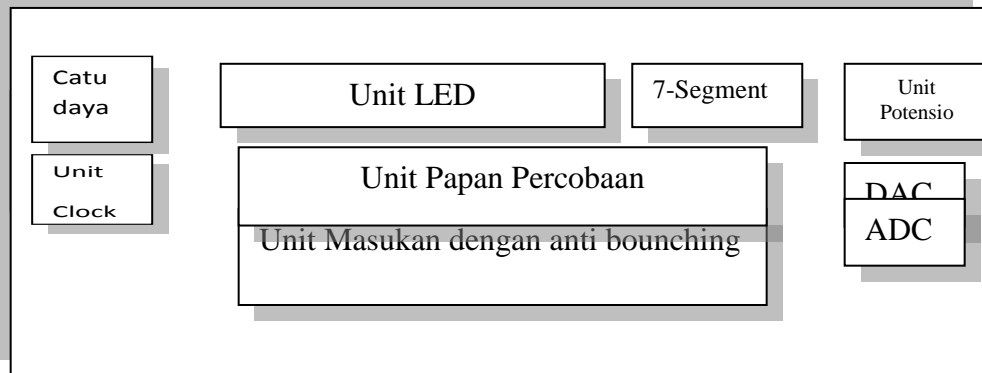 Catu
daya
Unit LED
7-Segment
Unit
Potensio
Unit
Clock
Unit Papan Percobaan
Unit Masukan dengan anti bounching
DAC
ADC